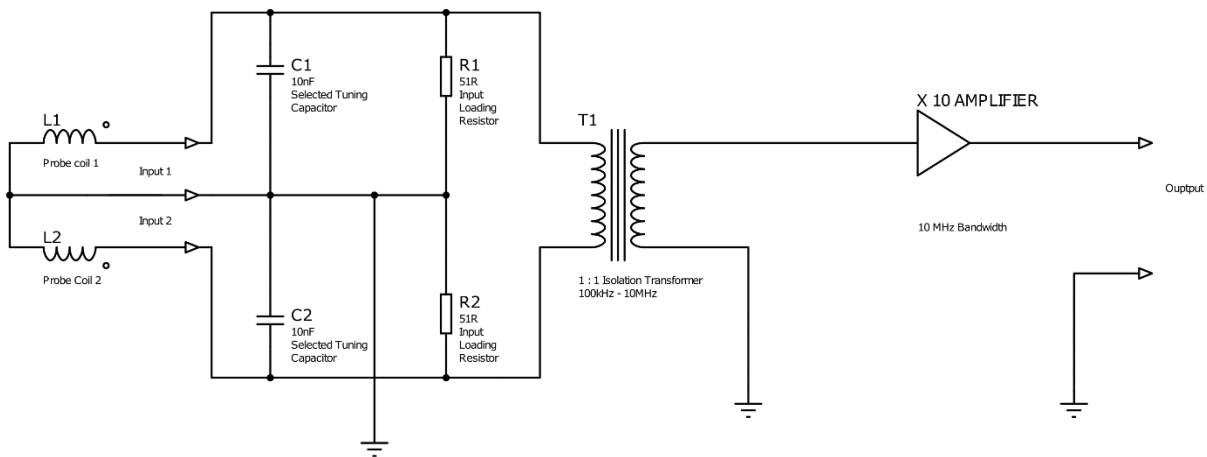 C1
10nF
Selected Tuning
Capacitor
R1
51R
Input
Loading
Resistor
L1
Probe coil 1
Input 1
Input 2
L2
Probe Coil 2
C2
10nF
Selected Tuning
Capacitor
R2
51R
Input
Loading
Resistor
T1
1 : 1 Isolation Transformer
100kHz - 10MHz
X 10 AMPLIFIER
10 MHz Bandwidth
Ouptput